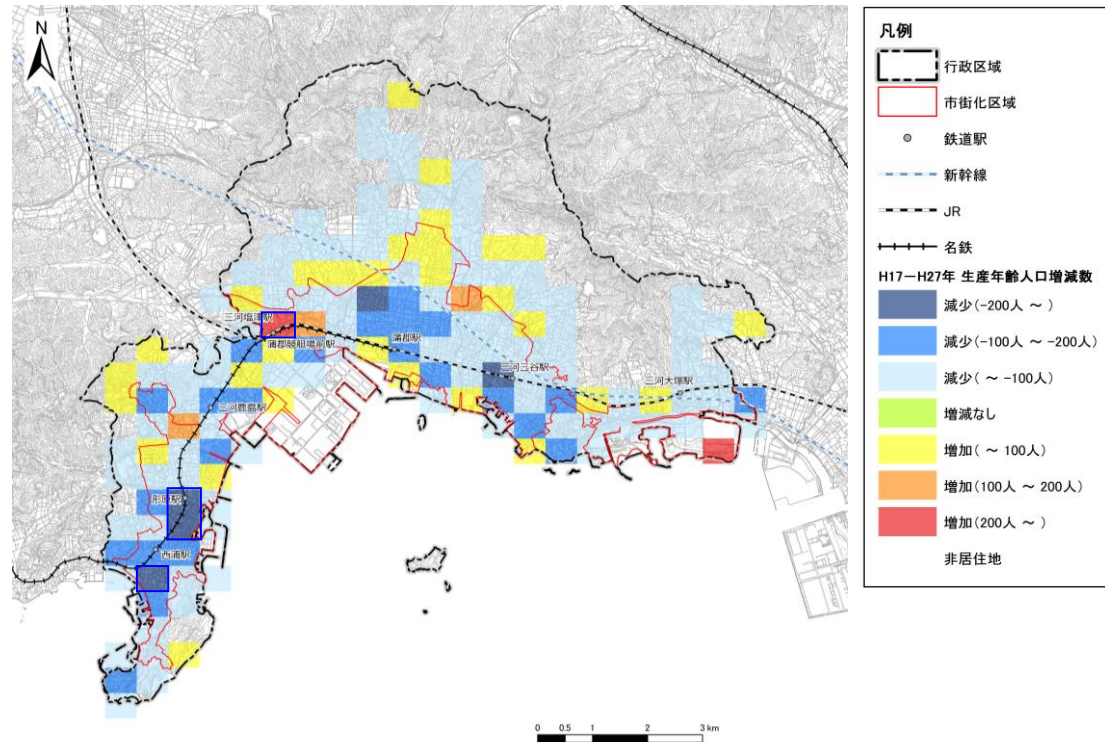 N
三河塩津駅
蒲郡競艇場前駅
蒲郡駅
三河三谷駅
三河大塚駅
三河鹿島駅
形原駅
西浦駅
0 0.5 1 2 3 km
凡例
行政区域
市街化区域
鉄道駅
新幹線
JR
名鉄
H17－H27年 生産年齢人口増減数
減少(-200人 ～ )
減少(-100人 ～ -200人)
減少( ～ -100人)
増減なし
増加( ～ 100人)
増加(100人 ～ 200人)
増加(200人 ～ )
非居住地